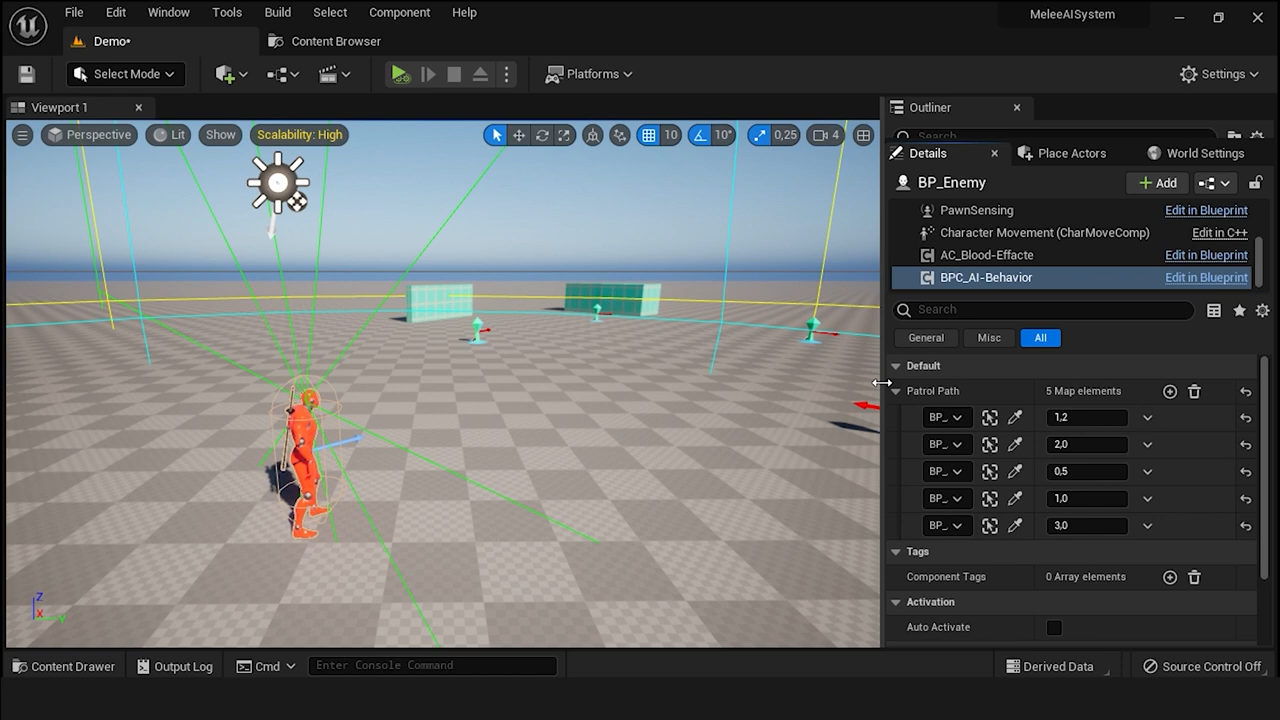 File Edit Window Tools Build Select Component Help
MeleeAISystem
Demo*
Content Browser
Select Mode
Platforms
Settings
Viewport 1
Outliner
Perspective Lit Show Scalability: High
10 10° 0,25 4
Search
Details Place Actors World Settings
BP_Enemy
Add
PawnSensing Edit in Blueprint
Character Movement (CharMoveComp) Edit in C++
AC_Blood-Effacte Edit in Blueprint
BPC_AI-Behavior Edit in Blueprint
Search
General Misc All
Default
Patrol Path 5 Map elements
BP_ 1,2
BP_ 2,0
BP_ 0,5
BP_ 1,0
BP_ 3,0
Tags
Component Tags 0 Array elements
Activation
Auto Activate
Z
X
Y
Content Drawer Output Log Cmd Enter Console Command Derived Data Source Control Off